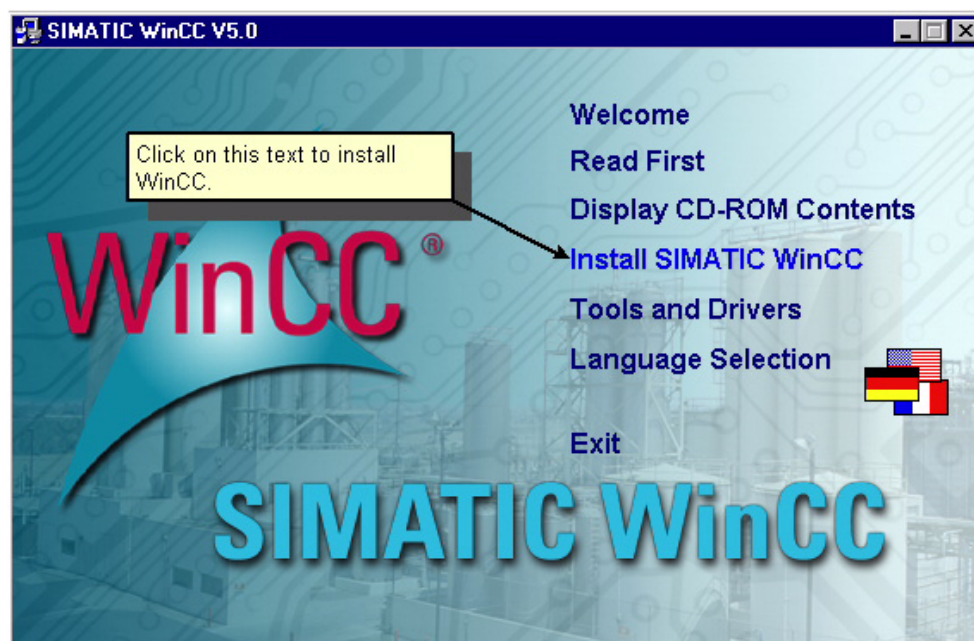 SIMATIC WinCC V5.0
Welcome
Click on this text to install
WinCC.
Read First
Display CD-ROM Contents
WinCC®
Install SIMATIC WinCC
Tools and Drivers
Language Selection
Exit
SIMATIC WinCC